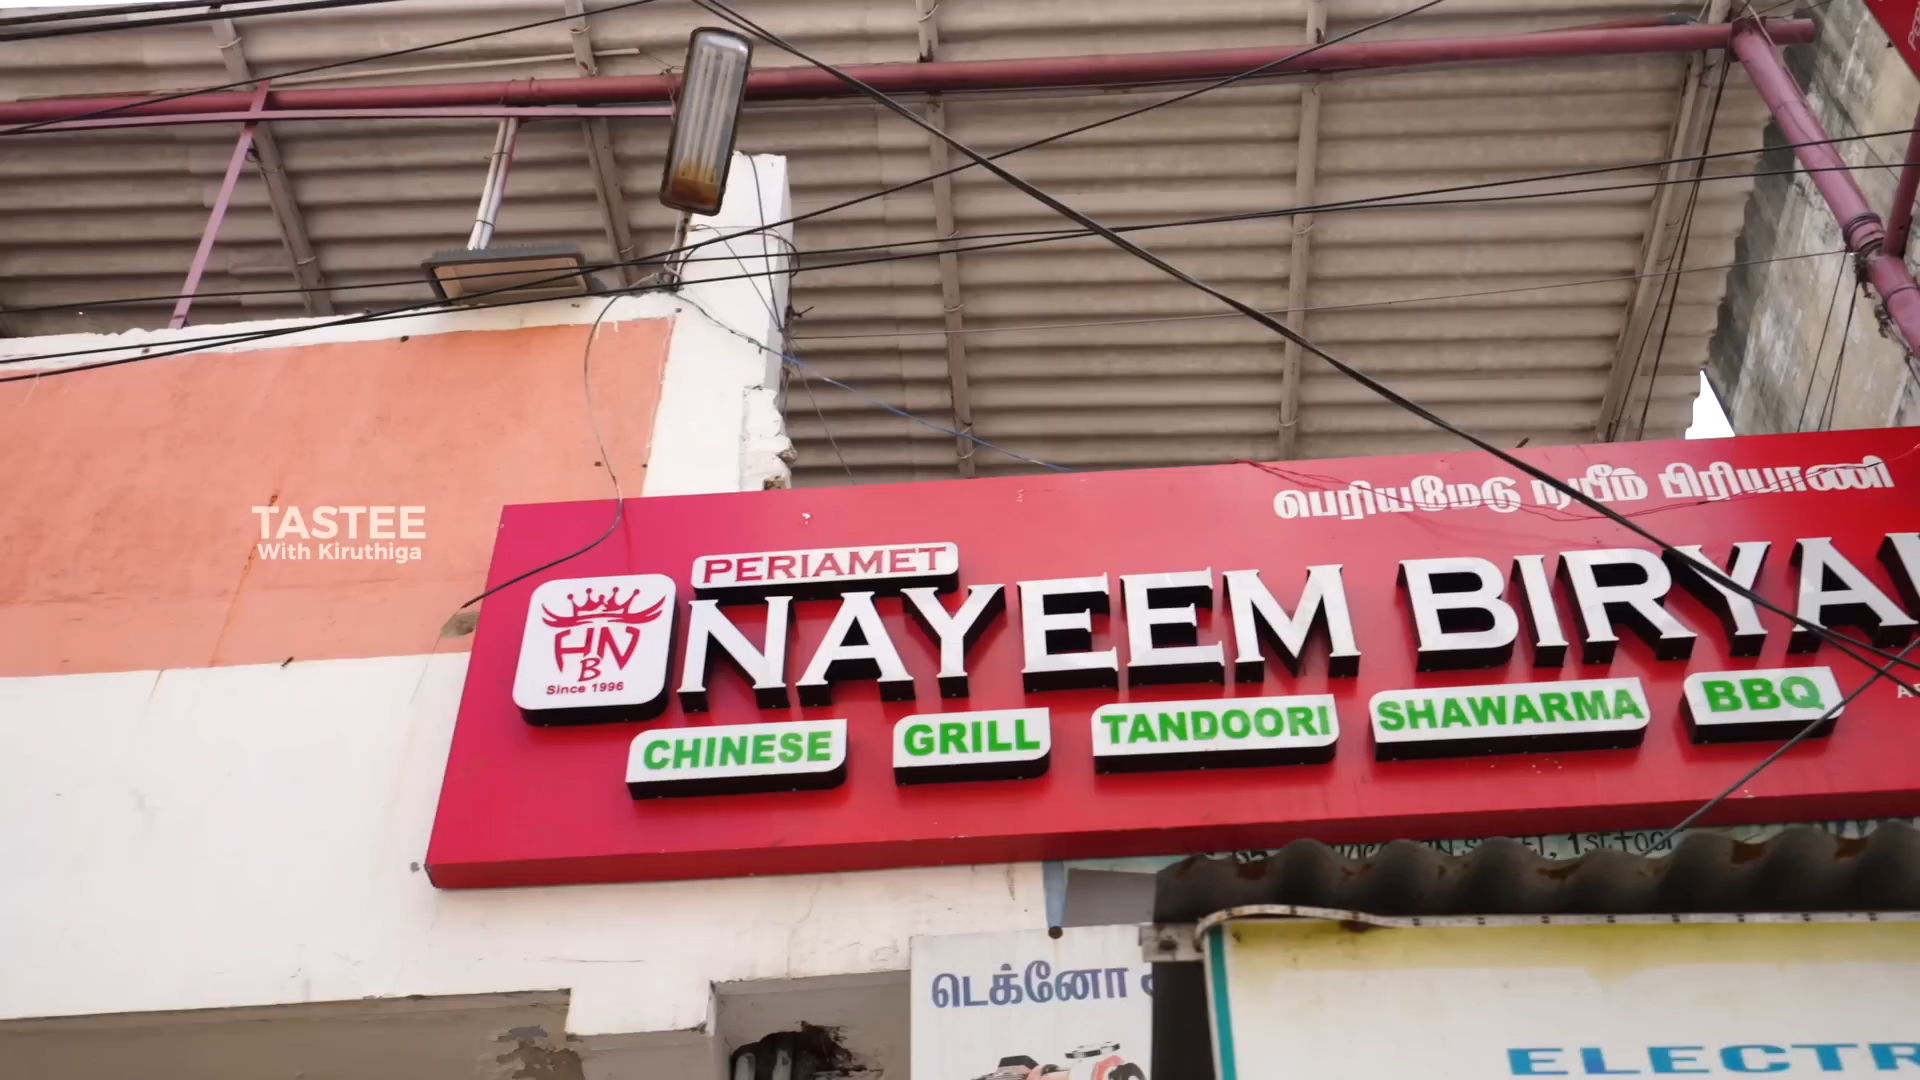 TASTEE
With Kiruthiga
பெரியமேடு நயீம் பிரியாணி
PERIAMET
NAYEEM BIRYA
HNB
Since 1996
CHINESE GRILL TANDOORI SHAWARMA BBQ
டெக்னோ
ELECTR